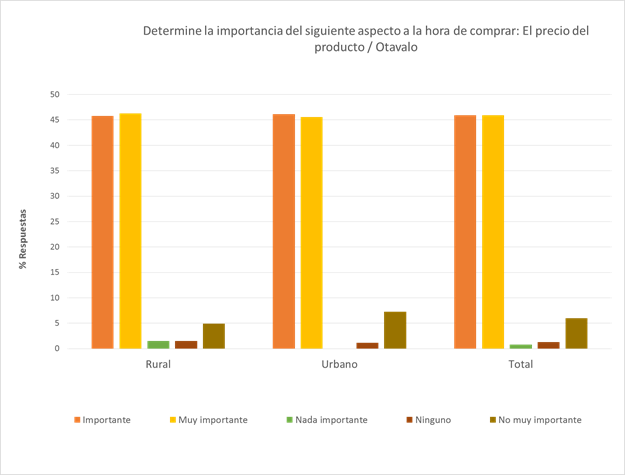 Determine la importancia del siguiente aspecto a la hora de comprar: El precio del
producto / Otavalo
50
45
40
35
30
25
20
15
10
5
0
% Respuestas
Rural Urbano Total
Importante Muy importante Nada importante Ninguno No muy importante